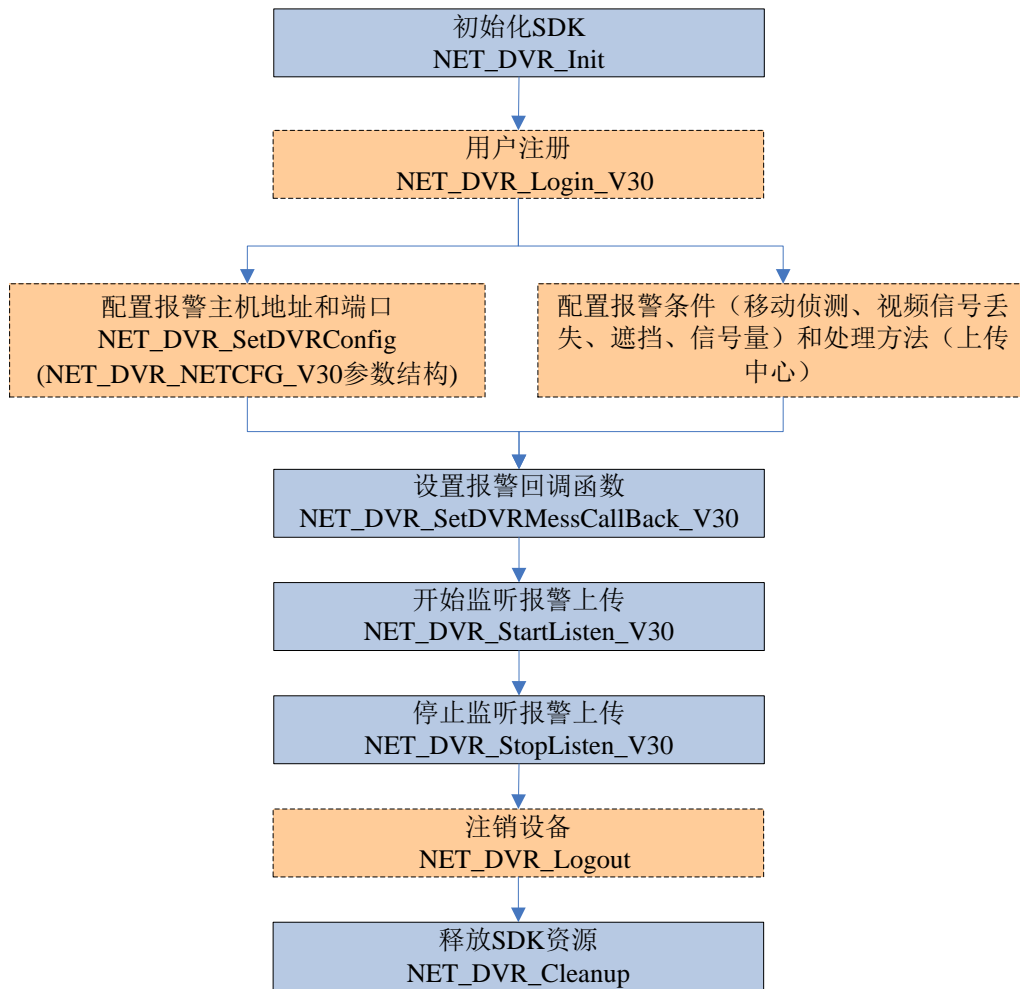 初始化SDK
NET_DVR_Init
用户注册
NET_DVR_Login_V30
配置报警主机地址和端口
NET_DVR_SetDVRConfig
(NET_DVR_NETCFG_V30参数结构)
配置报警条件（移动侦测、视频信号丢
失、遮挡、信号量）和处理方法（上传
中心）
设置报警回调函数
NET_DVR_SetDVRMessCallBack_V30
开始监听报警上传
NET_DVR_StartListen_V30
停止监听报警上传
NET_DVR_StopListen_V30
注销设备
NET_DVR_Logout
释放SDK资源
NET_DVR_Cleanup